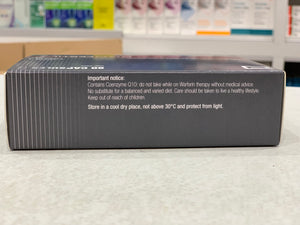 90 CAPSULES
Important notice:
Contains Coenzyme Q10: do not take while on Warfarin therapy without medical advice.
No substitute for a balanced and varied diet. Care should be taken to live a healthy lifestyle.
Keep out of reach of children.
Store in a cool dry place, not above 30°C and protect from light.